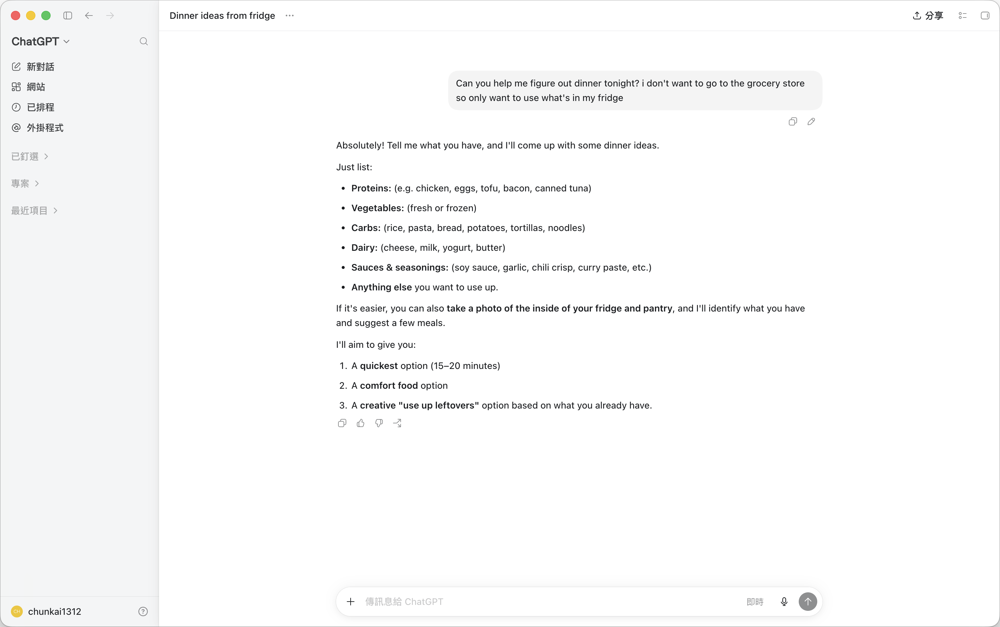 Dinner ideas from fridge
分享
ChatGPT
新對話
網站
已排程
外掛程式
已釘選
專案
最近項目
Can you help me figure out dinner tonight? i don't want to go to the grocery store
so only want to use what's in my fridge
Absolutely! Tell me what you have, and I'll come up with some dinner ideas.
Just list:
• Proteins: (e.g. chicken, eggs, tofu, bacon, canned tuna)
• Vegetables: (fresh or frozen)
• Carbs: (rice, pasta, bread, potatoes, tortillas, noodles)
• Dairy: (cheese, milk, yogurt, butter)
• Sauces & seasonings: (soy sauce, garlic, chili crisp, curry paste, etc.)
• Anything else you want to use up.
If it's easier, you can also take a photo of the inside of your fridge and pantry, and I'll identify what you have
and suggest a few meals.
I'll aim to give you:
1. A quickest option (15–20 minutes)
2. A comfort food option
3. A creative "use up leftovers" option based on what you already have.
傳訊息給 ChatGPT
即時
CH
chunkai1312